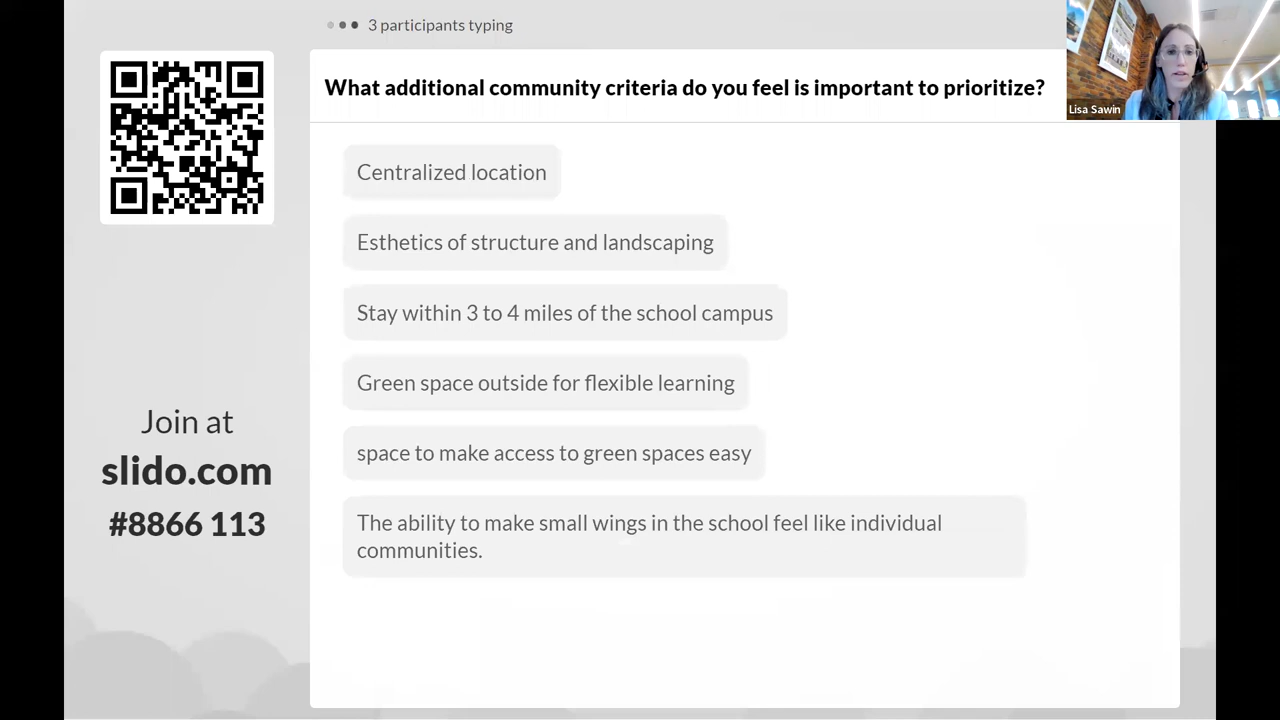 3 participants typing
What additional community criteria do you feel is important to prioritize?
Lisa Sawin
Centralized location
Esthetics of structure and landscaping
Stay within 3 to 4 miles of the school campus
Green space outside for flexible learning
space to make access to green spaces easy
The ability to make small wings in the school feel like individual
communities.
Join at
slido.com
#8866 113